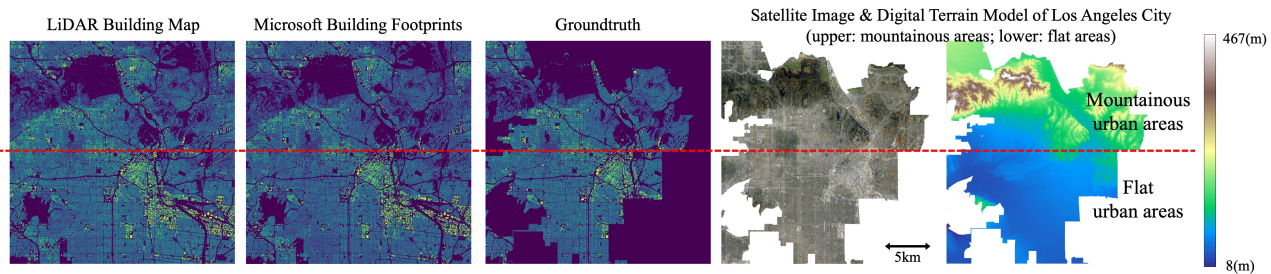 LiDAR Building Map
Microsoft Building Footprints
Groundtruth
Satellite Image & Digital Terrain Model of Los Angeles City
(upper: mountainous areas; lower: flat areas)
467(m)
Mountainous
urban areas
Flat
urban areas
5km
8(m)